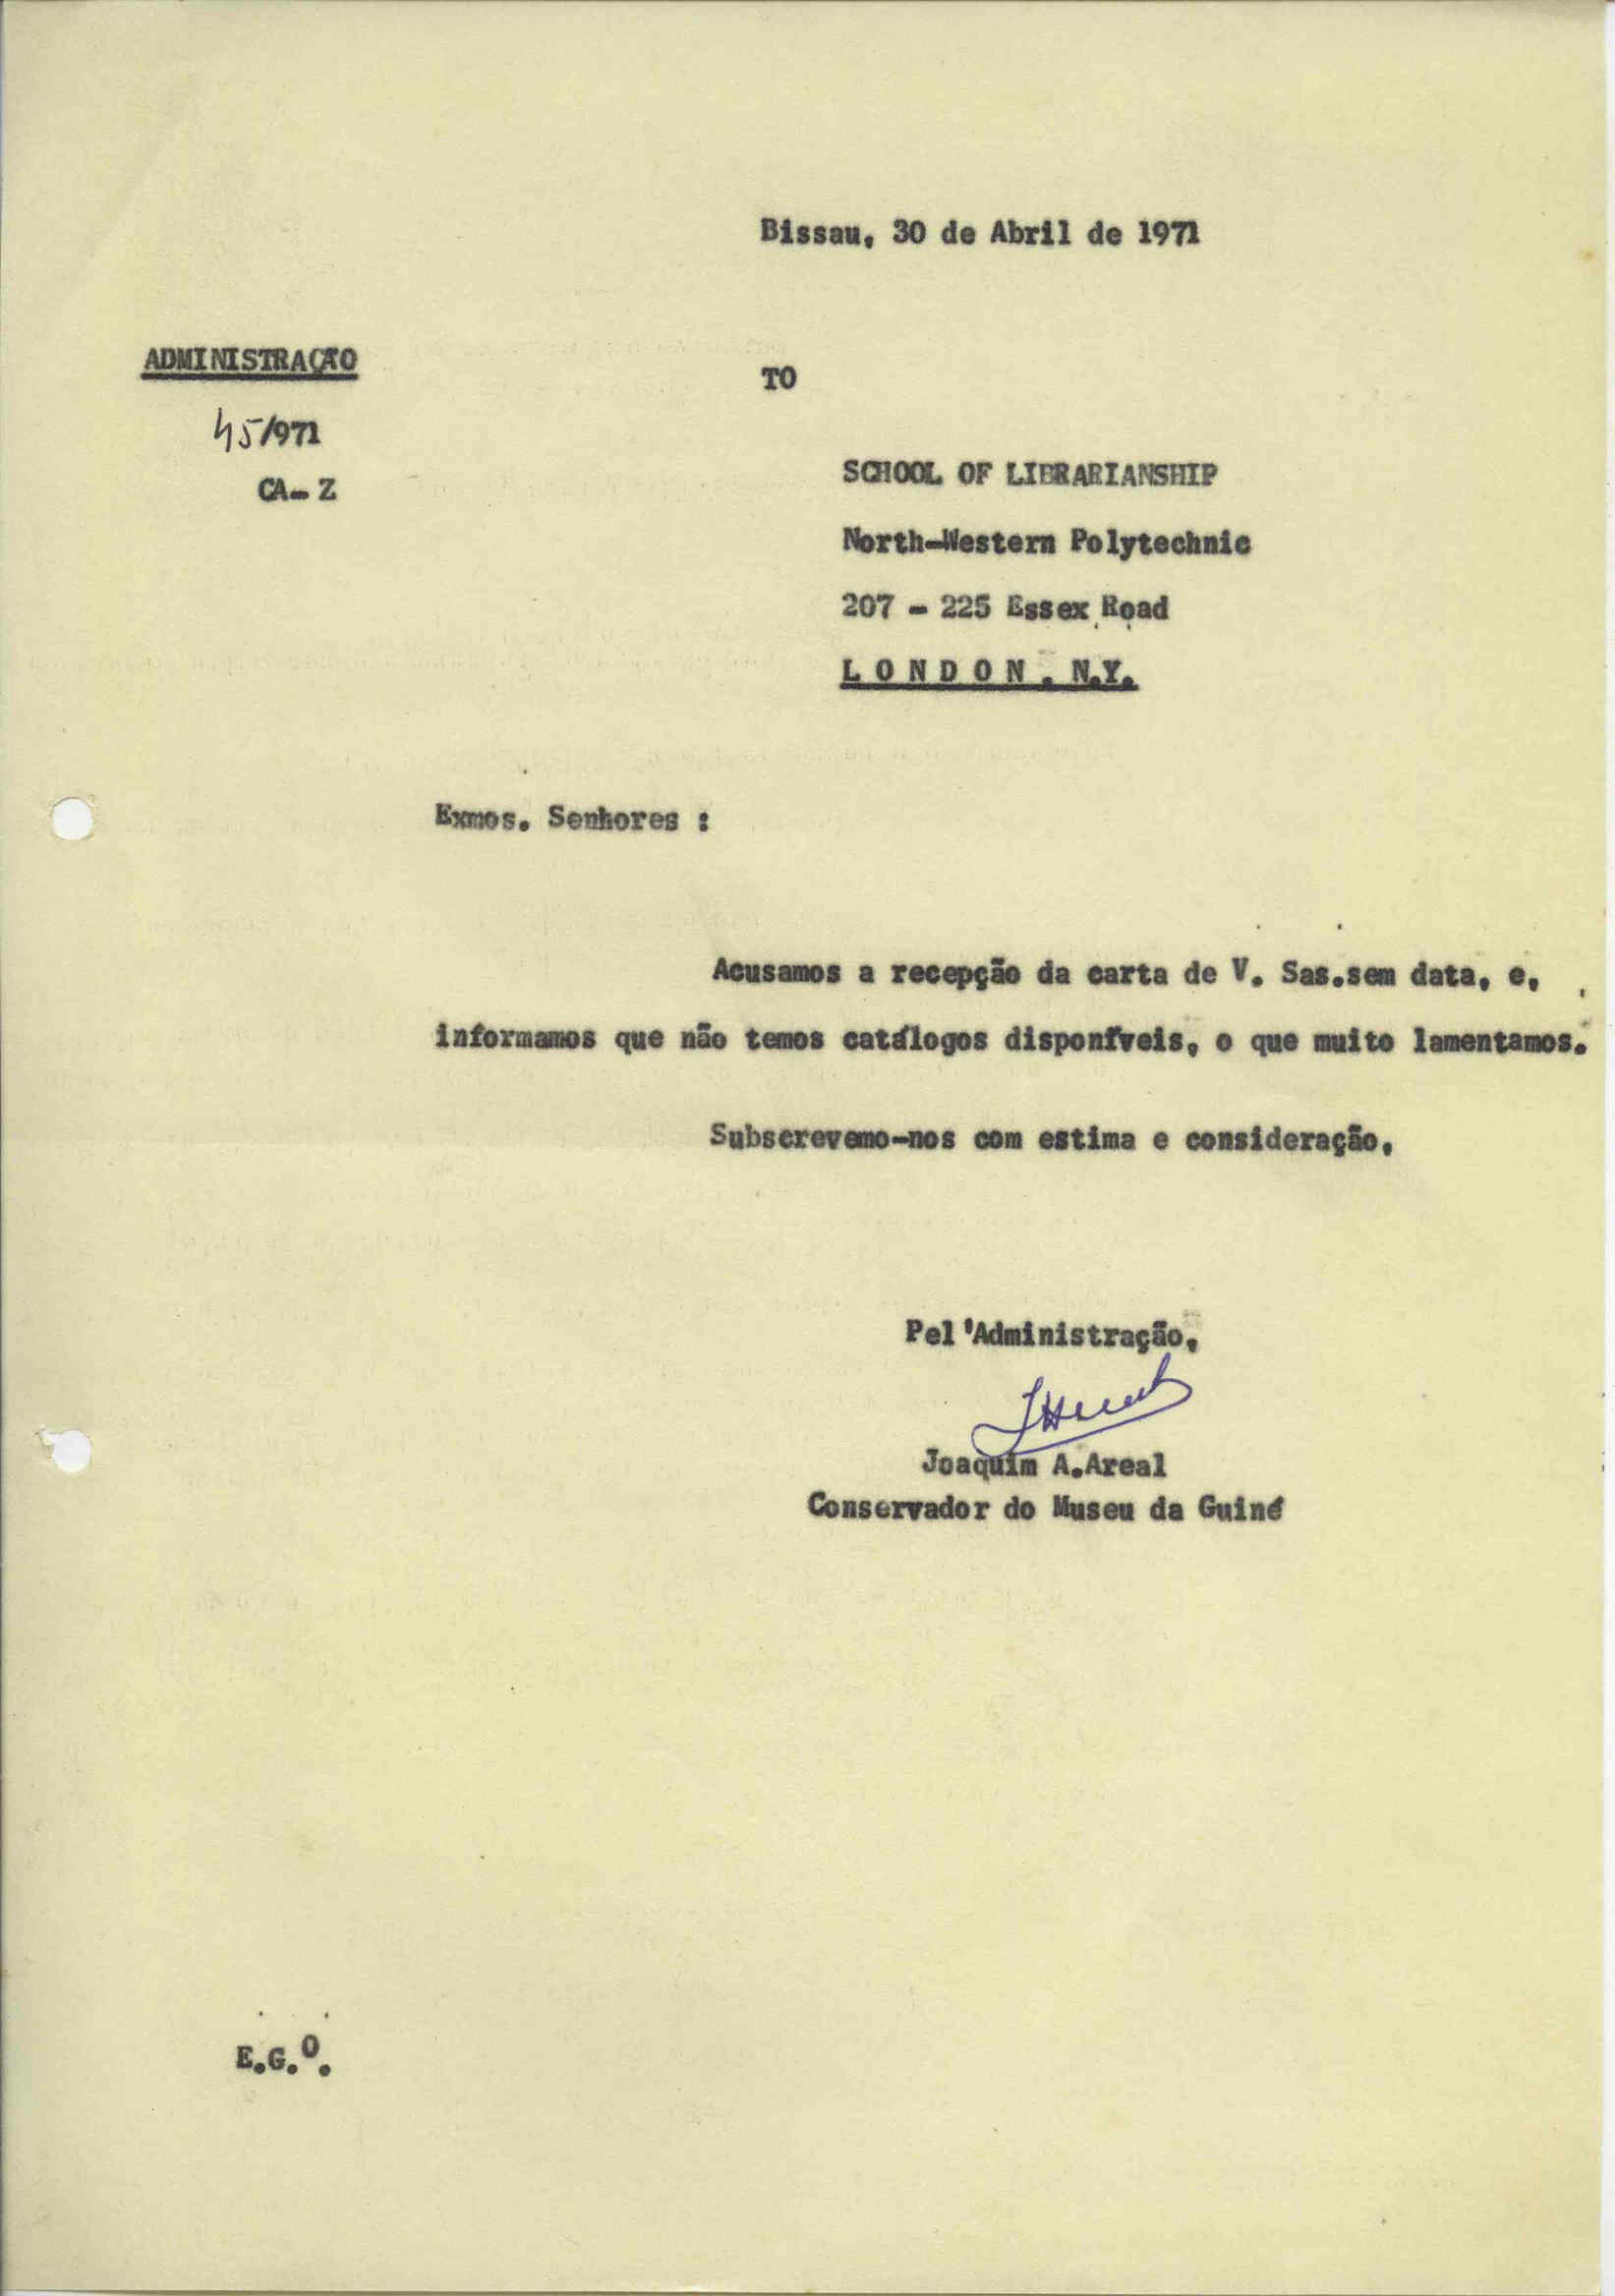 Bissau, 30 de Abril de 1971
ADMINISTRAÇÃO
TO
45/971
CA- Z
SCHOOL OF LIBRARIANSHIP
North-Western Polytechnic
207 - 225 Essex Road
L O N D O N . N.Y.
Exmos. Senhores :
Acusamos a recepção da carta de V. Sas.sem data, e,
informamos que não temos catálogos disponíveis, o que muito lamentamos.
Subscrevemo-nos com estima e consideração,
Pel'Administração,
Joaquim A.Areal
Conservador do Museu da Guiné
E.G.O.